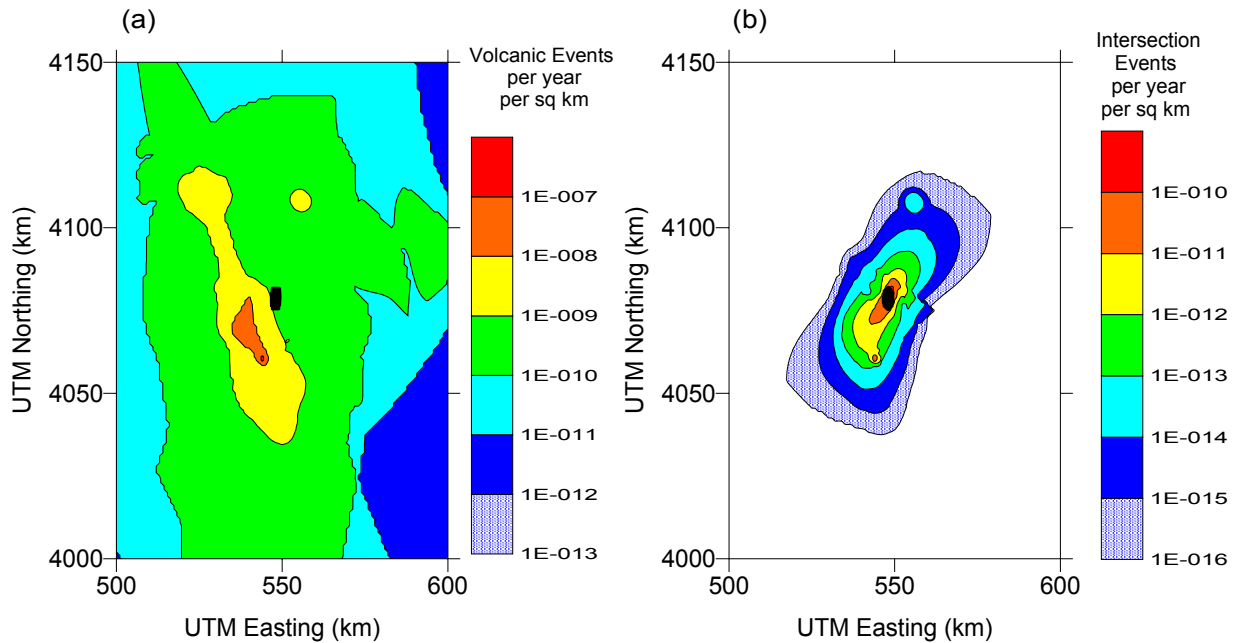 (a)
Volcanic Events
per year
per sq km
4150
4100
4050
4000
500
550
600
UTM Northing (km)
UTM Easting (km)
1E-007
1E-008
1E-009
1E-010
1E-011
1E-012
1E-013
(b)
Intersection
Events
per year
per sq km
4150
4100
4050
4000
500
550
600
UTM Northing (km)
UTM Easting (km)
1E-010
1E-011
1E-012
1E-013
1E-014
1E-015
1E-016